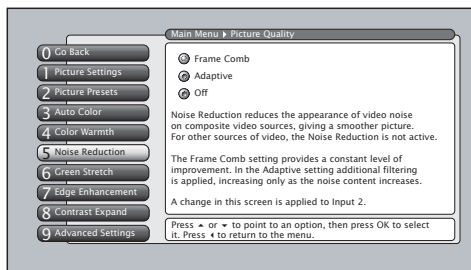 Main Menu ▸ Picture Quality
0 Go Back
1 Picture Settings
2 Picture Presets
3 Auto Color
4 Color Warmth
5 Noise Reduction
6 Green Stretch
7 Edge Enhancement
8 Contrast Expand
9 Advanced Settings
Frame Comb
Adaptive
Off
Noise Reduction reduces the appearance of video noise
on composite video sources, giving a smoother picture.
For other sources of video, the Noise Reduction is not active.
The Frame Comb setting provides a constant level of
improvement. In the Adaptive setting additional filtering
is applied, increasing only as the noise content increases.
A change in this screen is applied to Input 2.
Press ▴ or ▾ to point to an option, then press OK to select
it. Press ◂ to return to the menu.